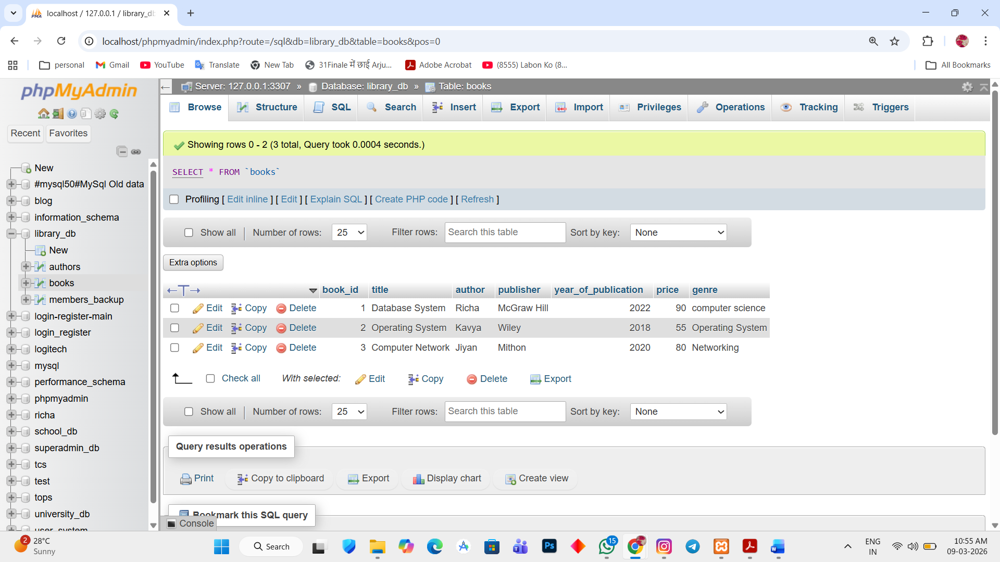 localhost / 127.0.0.1 / library_db
localhost/phpmyadmin/index.php?route=/sql&db=library_db&table=books&pos=0
personal Gmail YouTube Translate New Tab 31Finale में छाई Arju... Adobe Acrobat (8555) Labon Ko (8... All Bookmarks
phpMyAdmin
Recent Favorites
New
#mysql50#MySql Old data
blog
information_schema
library_db
New
authors
books
members_backup
login-register-main
login_register
logitech
mysql
performance_schema
phpmyadmin
richa
school_db
superadmin_db
tcs
test
tops
university_db
user_system
Server: 127.0.0.1:3307 » Database: library_db » Table: books
Browse Structure SQL Search Insert Export Import Privileges Operations Tracking Triggers
Showing rows 0 - 2 (3 total, Query took 0.0004 seconds.)
SELECT * FROM `books`
Profiling [ Edit inline ] [ Edit ] [ Explain SQL ] [ Create PHP code ] [ Refresh ]
Show all | Number of rows: 25 Filter rows: Search this table Sort by key: None
Extra options
book_id title author publisher year_of_publication price genre
Edit Copy Delete 1 Database System Richa McGraw Hill 2022 90 computer science
Edit Copy Delete 2 Operating System Kavya Wiley 2018 55 Operating System
Edit Copy Delete 3 Computer Network Jiyan Mithon 2020 80 Networking
Check all With selected: Edit Copy Delete Export
Show all | Number of rows: 25 Filter rows: Search this table Sort by key: None
Query results operations
Print Copy to clipboard Export Display chart Create view
Bookmark this SQL query
Console
2 28°C
Sunny
Search
Ps
15
ENG
IN
10:55 AM
09-03-2026